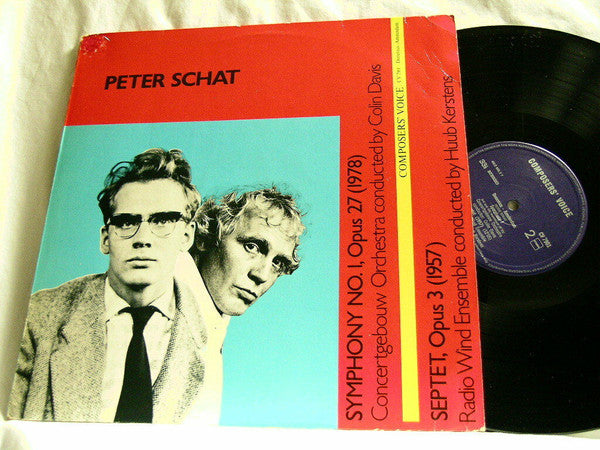 PETER SCHAT
SYMPHONY NO. 1, Opus 27 (1978)
Concertgebouw Orchestra conducted by Colin Davis
COMPOSERS' VOICE
SEPTET, Opus 3 (1957)
Radio Wind Ensemble conducted by Huub Kerstens
COMPOSERS' VOICE
2